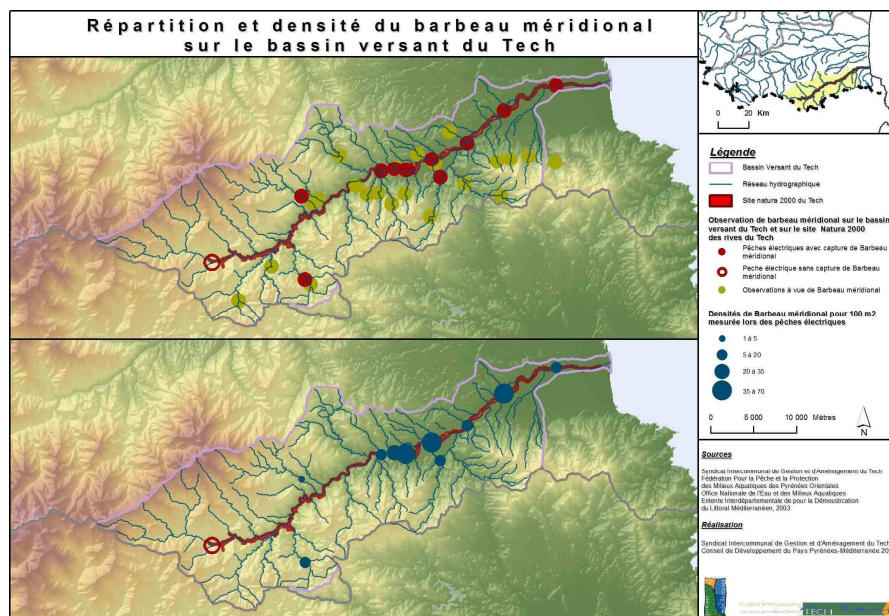 Répartition et densité du barbeau méridional
sur le bassin versant du Tech
0 20 Km
Légende
Bassin Versant du Tech
Réseau hydrographique
Site natura 2000 du Tech
Observation de barbeau méridional sur le bassin
versant du Tech et sur le site Natura 2000
des rives du Tech
Pêches électriques avec capture de Barbeau
méridional
Peche électrique sans capture de Barbeau
méridional
Observations à vue de Barbeau méridional
Densités de Barbeau méridional pour 100 m2
mesurée lors des pêches électriques
1 à 5
5 à 20
20 à 35
35 à 70
0 5 000 10 000 Mètres
N
Sources
Syndicat Intercommunal de Gestion et d'Aménagement du Tech
Fédération Pour la Pêche et la Protection
des Milieux Aquatiques des Pyrénées Orientales
Office Nationale de l'Eau et des Milieux Aquatiques
Entente Interdépartementale de pour la Démoustication
du Littoral Méditerranéen, 2003
Réalisation
Syndicat Intercommunal de Gestion et d'Aménagement du Tech
Conseil de Développement du Pays Pyrénées-Méditerranée 20
TECH